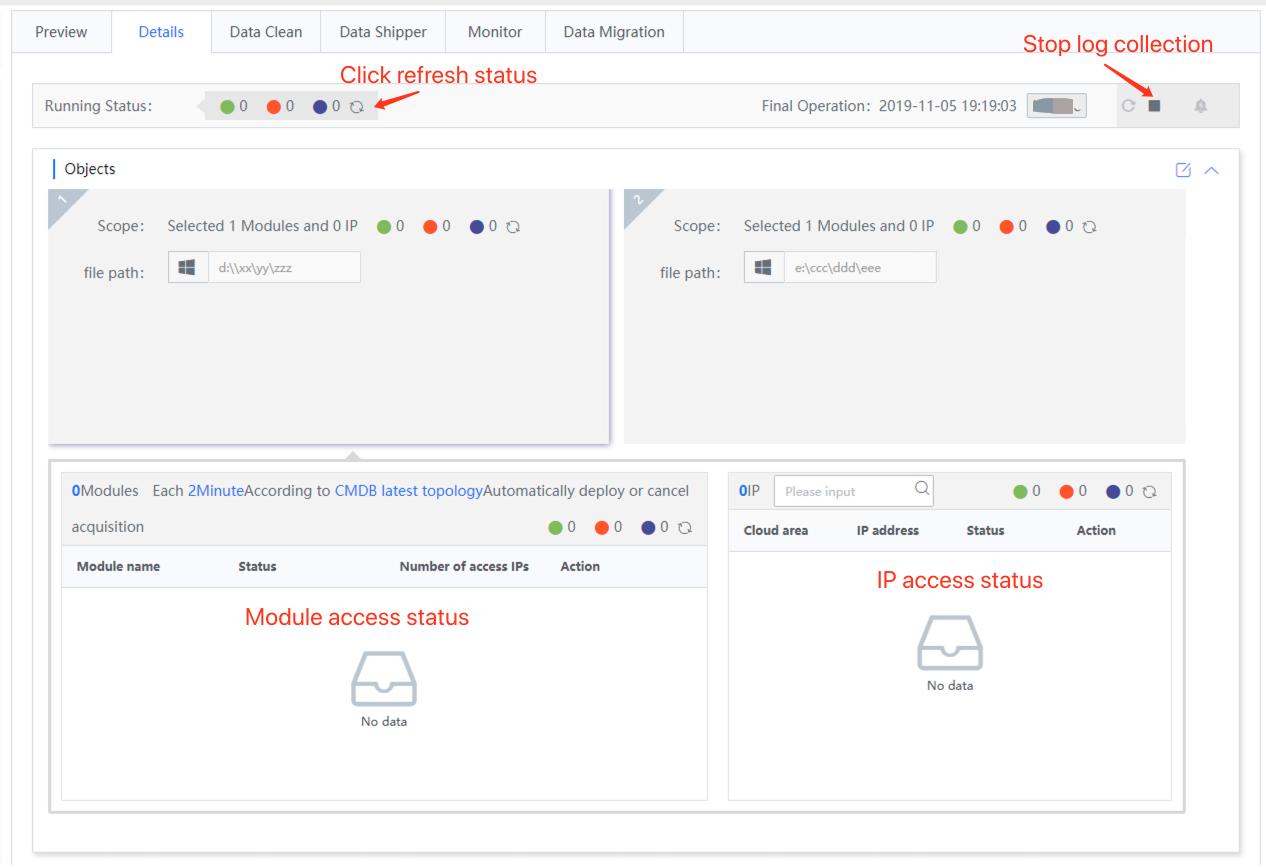 Preview Details Data Clean Data Shipper Monitor Data Migration
Stop log collection
Click refresh status
Running Status: 0 0 0 Final Operation: 2019-11-05 19:19:03
Objects
1 2
Scope: Selected 1 Modules and 0 IP 0 0 0 Scope: Selected 1 Modules and 0 IP 0 0 0
file path: d:\\xx\yy\zzz file path: e:\ccc\ddd\eee
0Modules Each 2MinuteAccording to CMDB latest topologyAutomatically deploy or cancel
acquisition 0 0 0
0IP Please input 0 0 0
Module name Status Number of access IPs Action
Cloud area IP address Status Action
Module access status
No data
IP access status
No data